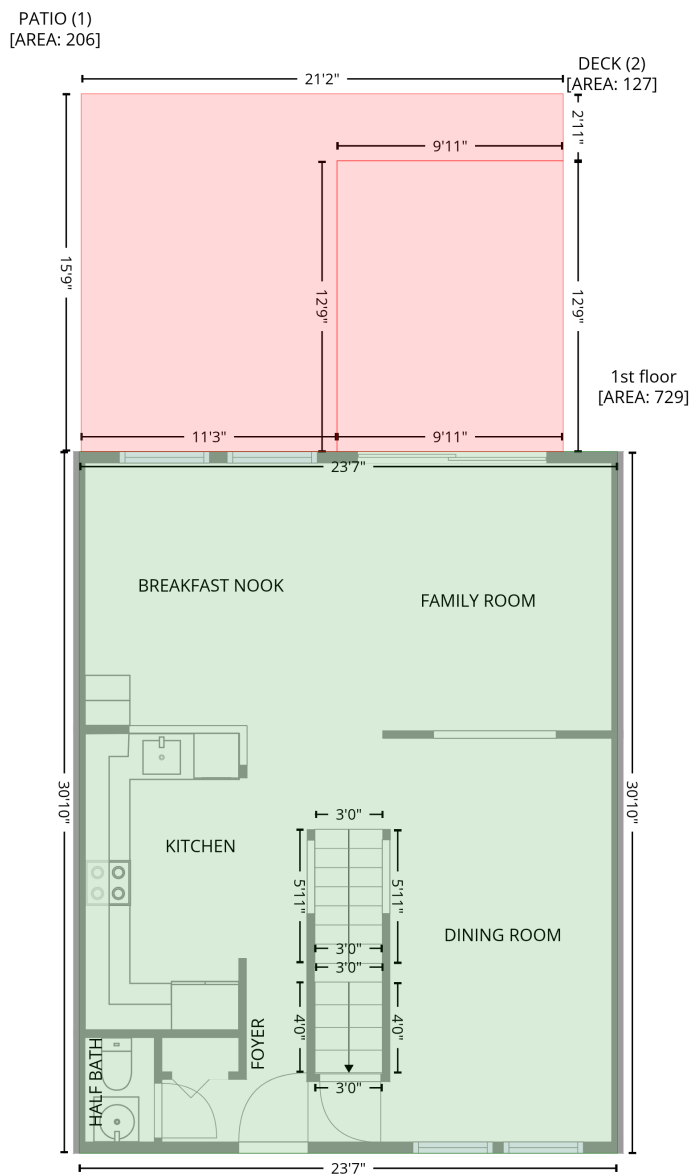 PATIO (1)
[AREA: 206]
DECK (2)
[AREA: 127]
21'2"
2'11"
9'11"
15'9"
12'9"
12'9"
1st floor
[AREA: 729]
11'3"
9'11"
23'7"
BREAKFAST NOOK
FAMILY ROOM
30'10"
30'10"
3'0"
KITCHEN
5'11"
5'11"
DINING ROOM
3'0"
3'0"
4'0"
4'0"
FOYER
HALF BATH
3'0"
23'7"